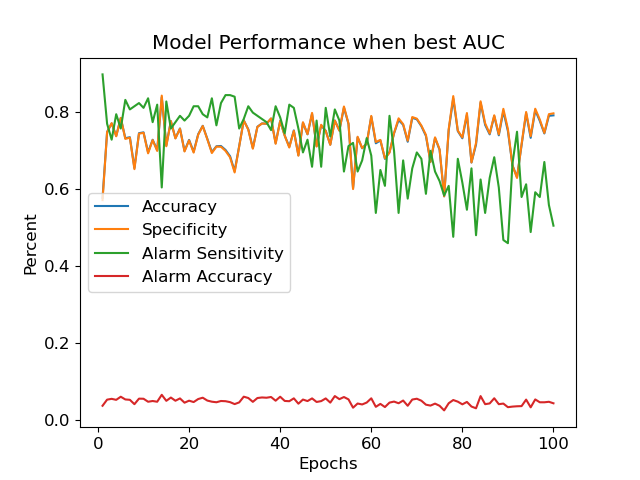 Model Performance when best AUC
Percent
0.8
0.6
0.4
0.2
0.0
Accuracy
Specificity
Alarm Sensitivity
Alarm Accuracy
0 20 40 60 80 100
Epochs